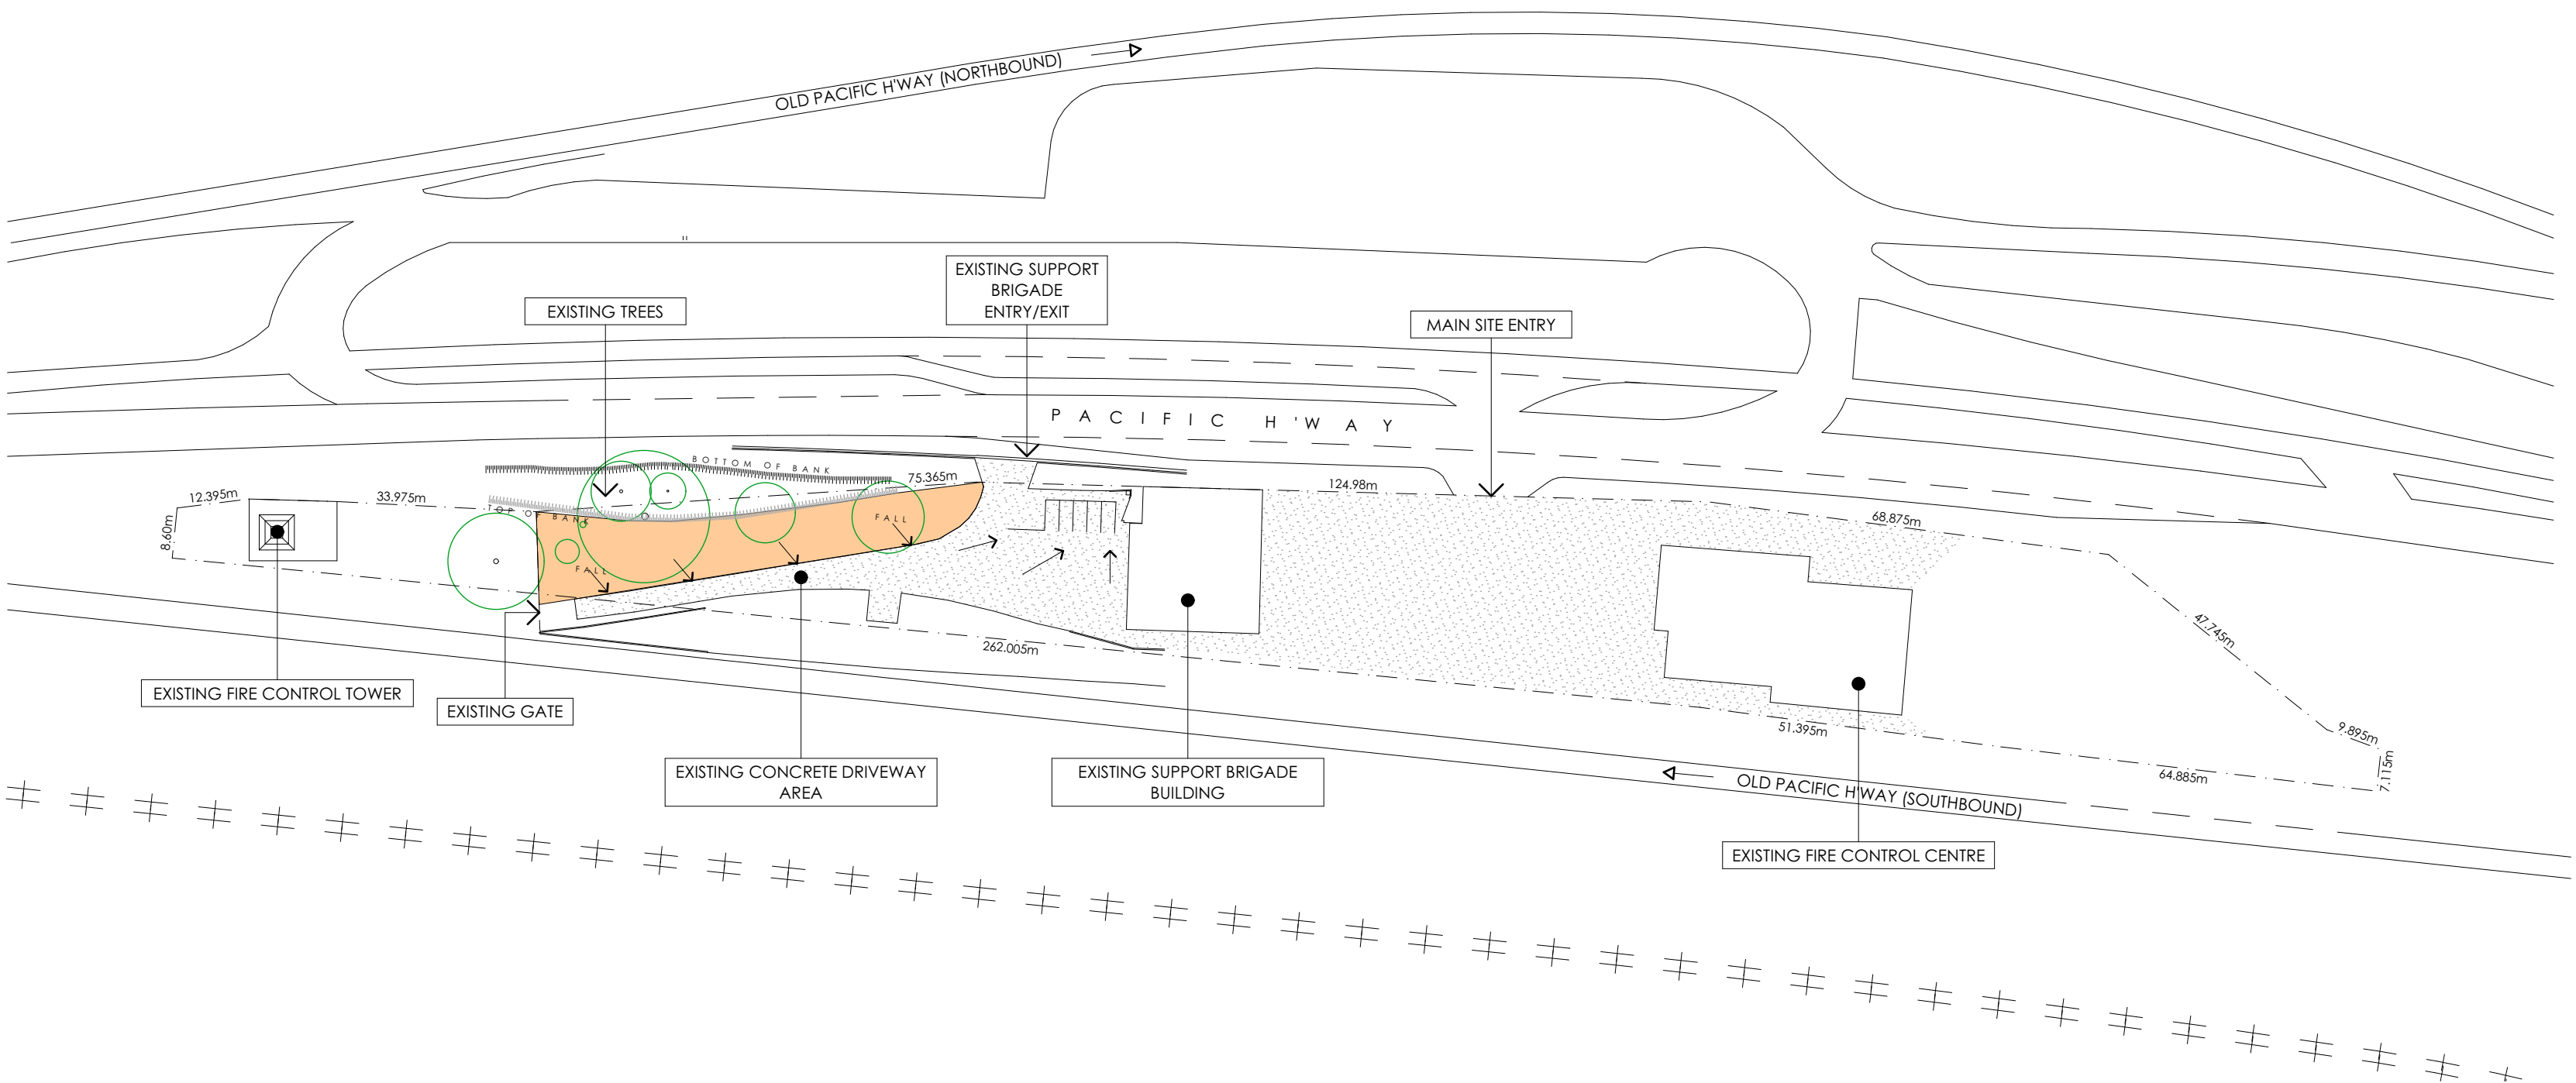 OLD PACIFIC H'WAY (NORTHBOUND)
EXISTING SUPPORT
BRIGADE
ENTRY/EXIT
EXISTING TREES
MAIN SITE ENTRY
PACIFIC H'WAY
BOTTOM OF BANK
75.365m
124.98m
12.395m
33.975m
TOP OF BANK
FALL
68.875m
8.60m
FALL
47.745m
262.005m
EXISTING FIRE CONTROL TOWER
EXISTING GATE
51.395m
9.895m
7.115m
64.885m
EXISTING CONCRETE DRIVEWAY
AREA
EXISTING SUPPORT BRIGADE
BUILDING
OLD PACIFIC H'WAY (SOUTHBOUND)
EXISTING FIRE CONTROL CENTRE